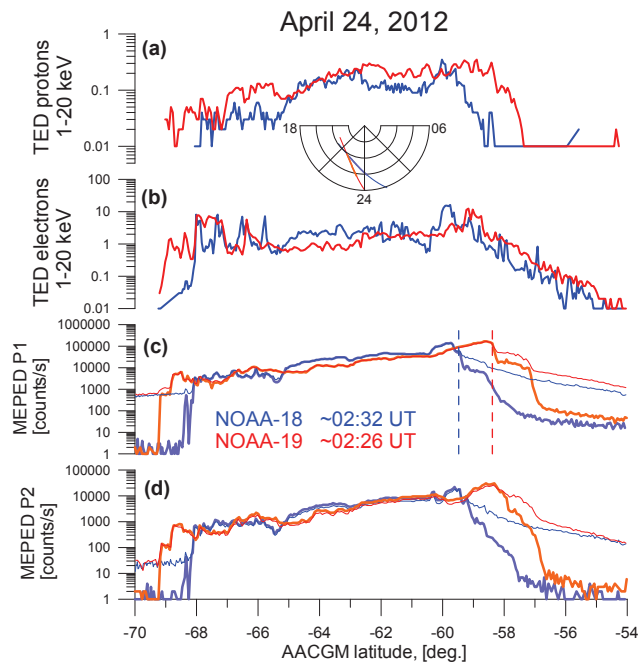 April 24, 2012
(a)
TED protons
1-20 keV
1
0.1
0.01
18
06
24
(b)
TED electrons
1-20 keV
100
10
1
0.1
0.01
(c)
MEPED P1
[counts/s]
1000000
100000
10000
1000
100
10
1
NOAA-18 ~02:32 UT
NOAA-19 ~02:26 UT
(d)
MEPED P2
[counts/s]
100000
10000
1000
100
10
1
-70 -68 -66 -64 -62 -60 -58 -56 -54
AACGM latitude, [deg.]